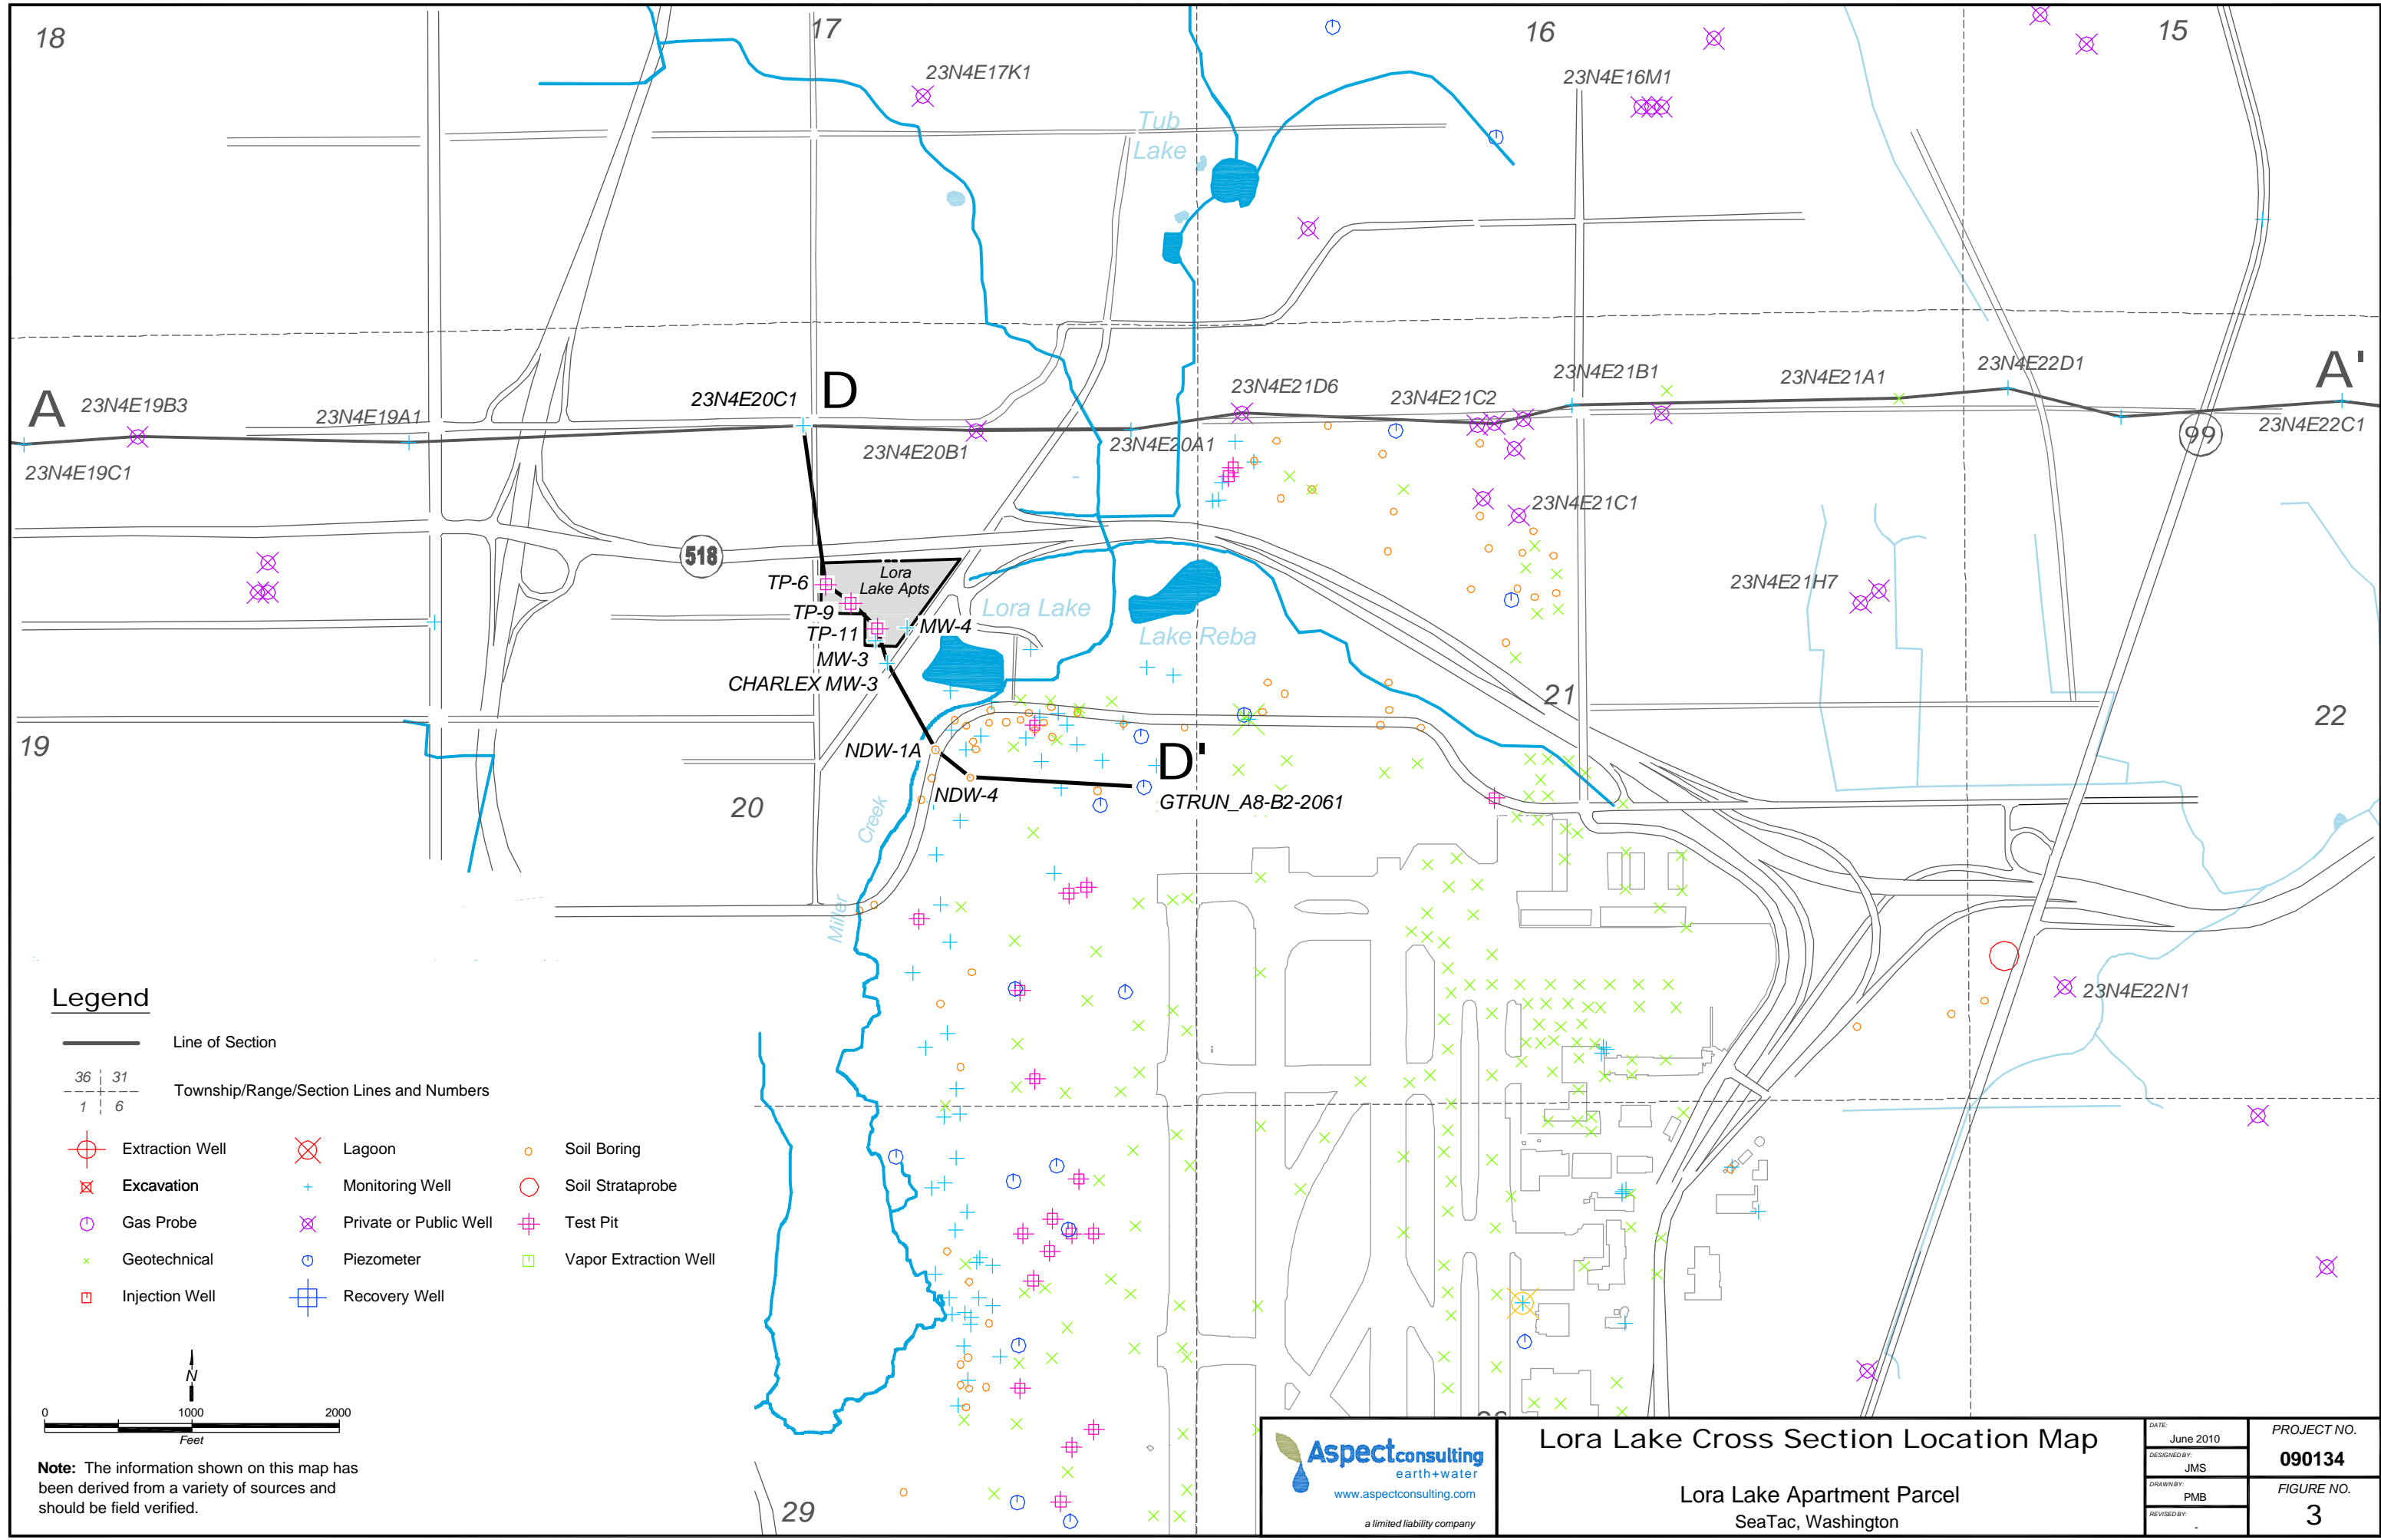 18
17
16
15
23N4E17K1
23N4E16M1
Tub
Lake
A
23N4E19B3
23N4E19A1
23N4E20C1
D
23N4E21D6
23N4E21C2
23N4E21B1
23N4E21A1
23N4E22D1
A'
23N4E19C1
23N4E20B1
23N4E20A1
99
23N4E22C1
23N4E21C1
518
Lora
Lake Apts
TP-6
TP-9
TP-11
MW-4
MW-3
CHARLEX MW-3
Lora Lake
Lake Reba
23N4E21H7
21
22
19
NDW-1A
D'
20
NDW-4
GTRUN_A8-B2-2061
Miller Creek
23N4E22N1
Legend
Line of Section
36 31
1 6
Township/Range/Section Lines and Numbers
Extraction Well
Lagoon
Soil Boring
Excavation
Monitoring Well
Soil Strataprobe
Gas Probe
Private or Public Well
Test Pit
Geotechnical
Piezometer
Vapor Extraction Well
Injection Well
Recovery Well
N
0 1000 2000
Feet
Note: The information shown on this map has
been derived from a variety of sources and
should be field verified.
29
Aspectconsulting
earth+water
www.aspectconsulting.com
a limited liability company
Lora Lake Cross Section Location Map
Lora Lake Apartment Parcel
SeaTac, Washington
DATE:
June 2010
DESIGNED BY:
JMS
DRAWN BY:
PMB
REVISED BY:
-
PROJECT NO.
090134
FIGURE NO.
3